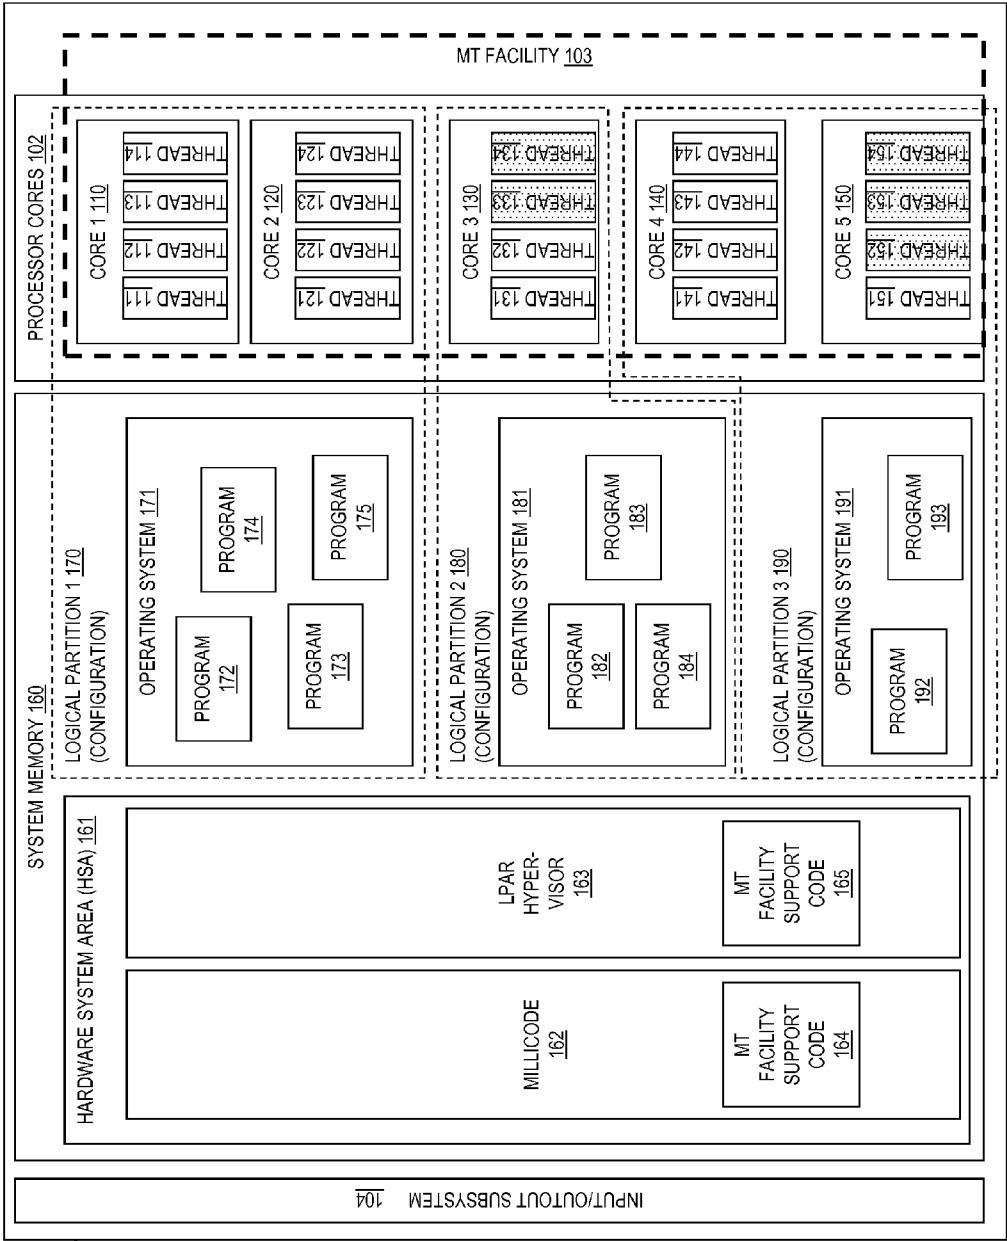 MT FACILITY 103
PROCESSOR CORES 102
CORE 1 110
THREAD 111
THREAD 112
THREAD 113
THREAD 114
CORE 2 120
THREAD 121
THREAD 122
THREAD 123
THREAD 124
CORE 3 130
THREAD 131
THREAD 132
THREAD 133
THREAD 134
CORE 4 140
THREAD 141
THREAD 142
THREAD 143
THREAD 144
CORE 5 150
THREAD 151
THREAD 152
THREAD 153
THREAD 154
SYSTEM MEMORY 160
LOGICAL PARTITION 1 170
(CONFIGURATION)
OPERATING SYSTEM 171
PROGRAM
172
PROGRAM
173
PROGRAM
174
PROGRAM
175
LOGICAL PARTITION 2 180
(CONFIGURATION)
OPERATING SYSTEM 181
PROGRAM
182
PROGRAM
183
PROGRAM
184
LOGICAL PARTITION 3 190
(CONFIGURATION)
OPERATING SYSTEM 191
PROGRAM
192
PROGRAM
193
HARDWARE SYSTEM AREA (HSA) 161
LPAR
HYPER-
VISOR
163
MT
FACILITY
SUPPORT
CODE
165
MILLICODE
162
MT
FACILITY
SUPPORT
CODE
164
INPUT/OUTOUT SUBSYSTEM 104